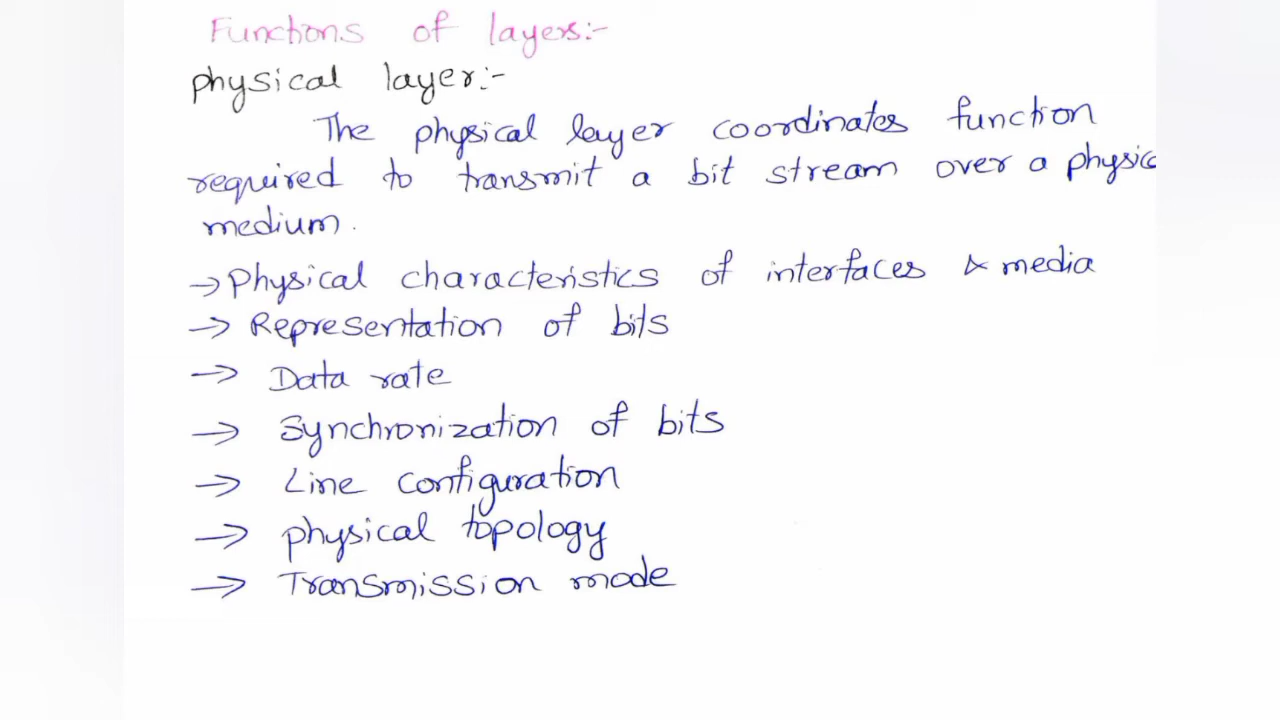 Functions of layers:-
physical layer:-
The physical layer coordinates function
required to transmit a bit stream over a physic
medium.
→ Physical characteristics of interfaces & media
→ Representation of bits
→ Data rate
→ Synchronization of bits
→ Line configuration
→ physical topology
→ Transmission mode